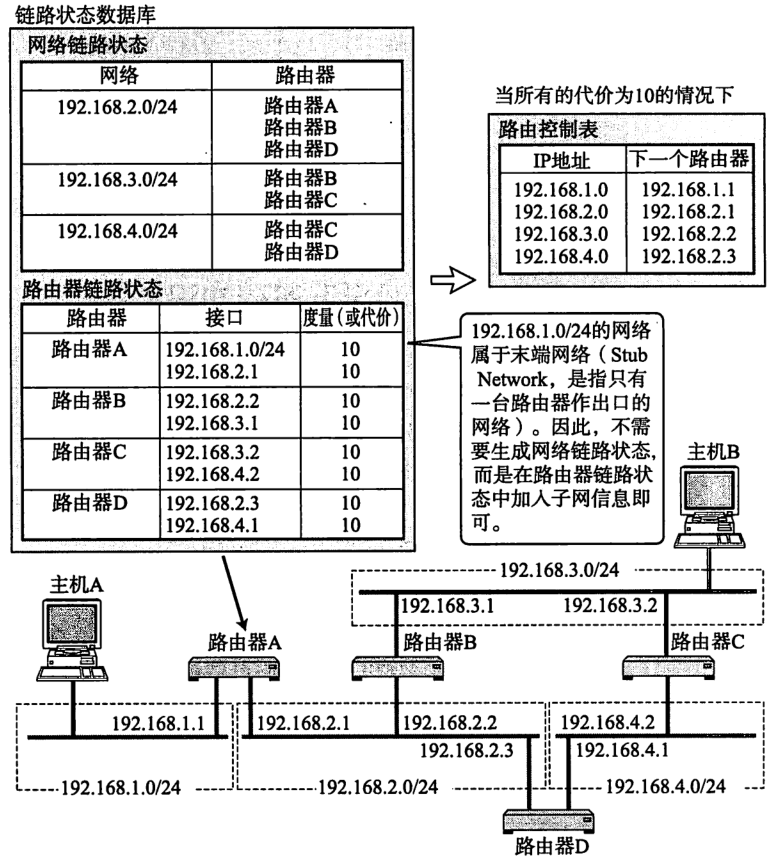 链路状态数据库
网络链路状态
网络 路由器
192.168.2.0/24 路由器A
路由器B
路由器D
192.168.3.0/24 路由器B
路由器C
192.168.4.0/24 路由器C
路由器D
路由器链路状态
路由器 接口 度量(或代价)
路由器A 192.168.1.0/24 10
192.168.2.1 10
路由器B 192.168.2.2 10
192.168.3.1 10
路由器C 192.168.3.2 10
192.168.4.2 10
路由器D 192.168.2.3 10
192.168.4.1 10
当所有的代价为10的情况下
路由控制表
IP地址 下一个路由器
192.168.1.0 192.168.1.1
192.168.2.0 192.168.2.1
192.168.3.0 192.168.2.2
192.168.4.0 192.168.2.3
192.168.1.0/24的网络
属于末端网络（Stub
Network，是指只有
一台路由器作出口的
网络）。因此，不需
要生成网络链路状态，
而是在路由器链路状
态中加入子网信息即
可。
主机B
192.168.3.0/24
192.168.3.1 192.168.3.2
主机A
路由器A 路由器B 路由器C
192.168.1.1 192.168.2.1 192.168.2.2 192.168.4.2
192.168.2.3 192.168.4.1
192.168.1.0/24 192.168.2.0/24 192.168.4.0/24
路由器D